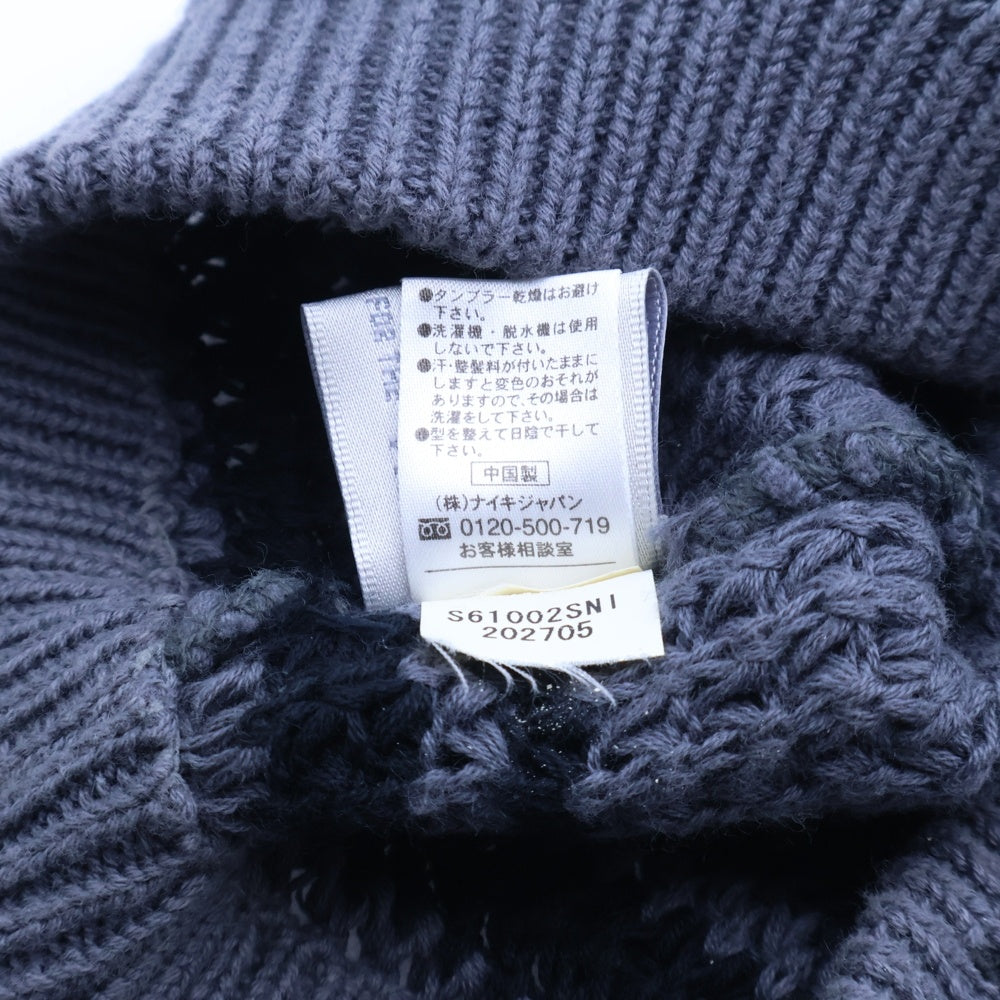 ●タンブラー乾燥はお避け
下さい。
●洗濯機・脱水機は使用
しないで下さい。
●汗・整髪料が付いたままに
しますと変色のおそれが
ありますので、その場合は
洗濯をして下さい。
●型を整えて日陰で干して
下さい。
中国製
(株)ナイキジャパン
0120-500-719
お客様相談室
S61002SNI
202705
FOR THE